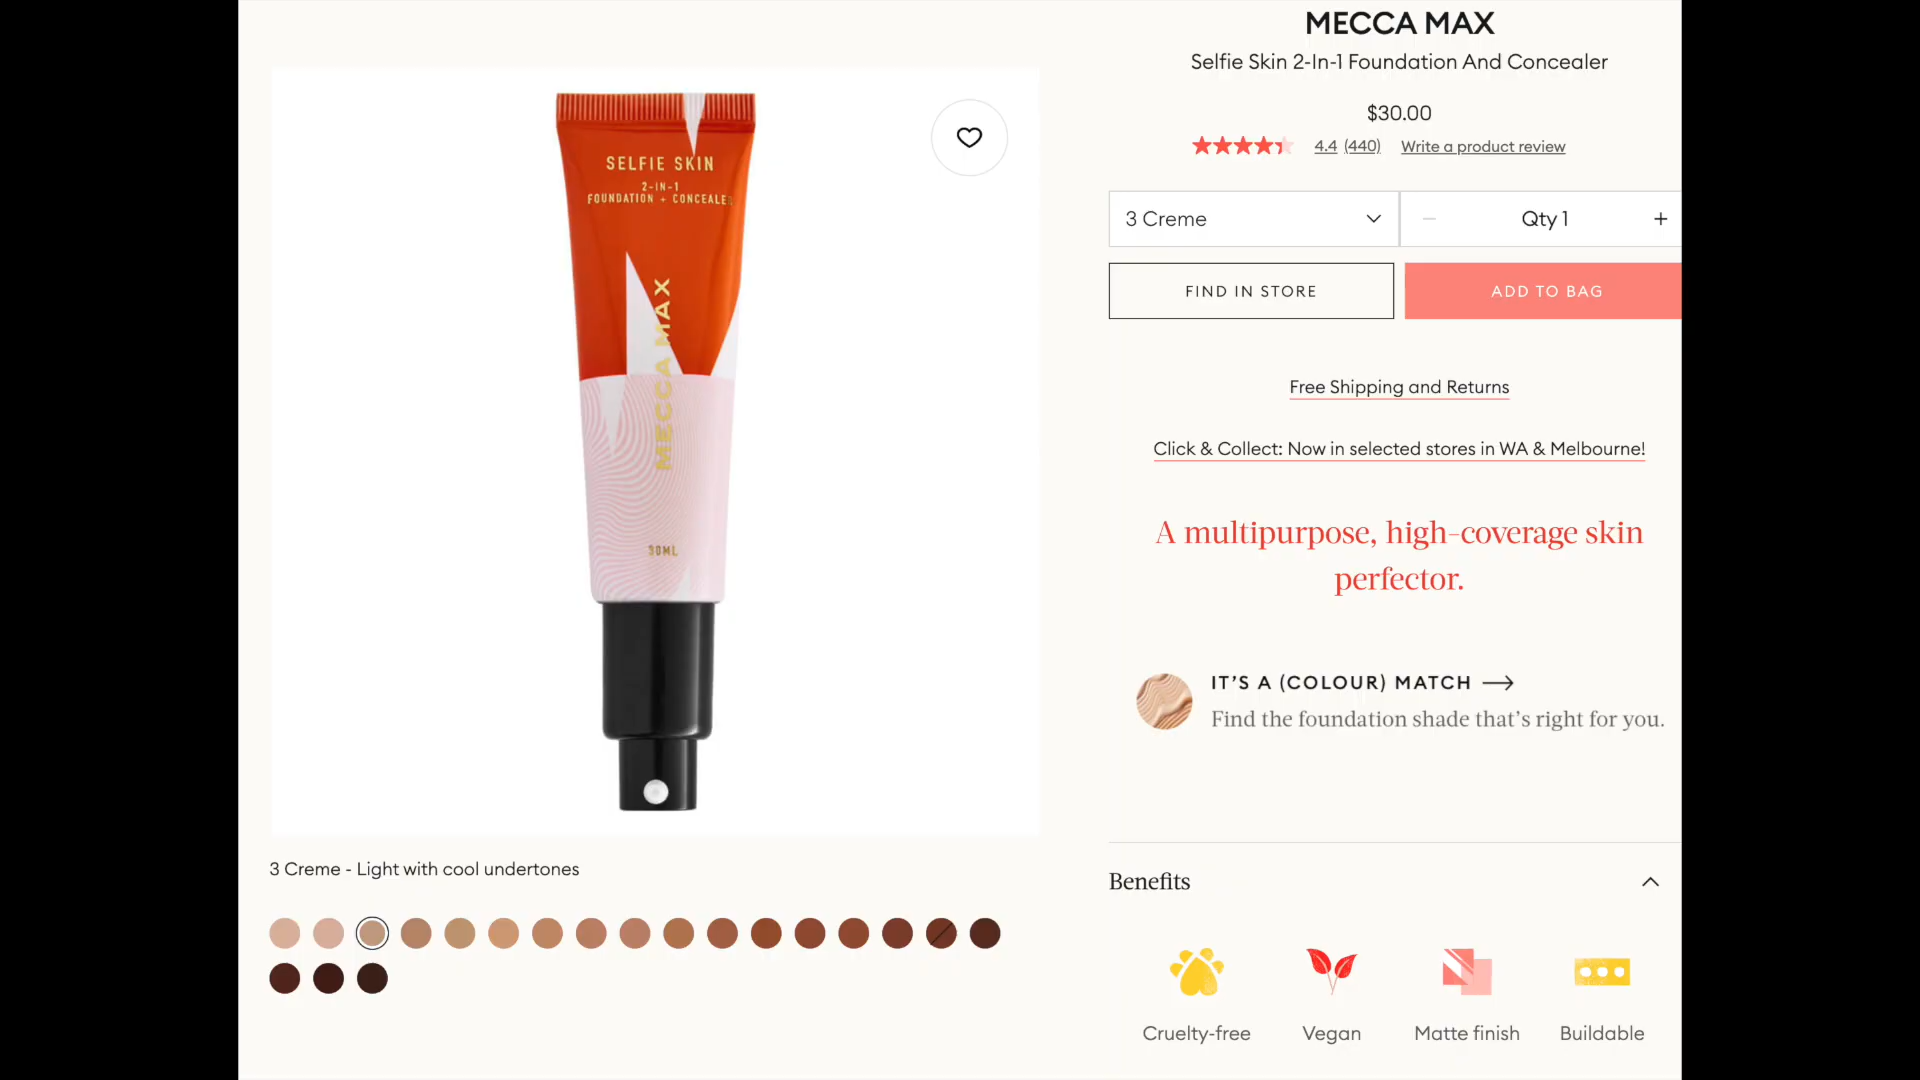 MECCA MAX
Selfie Skin 2-In-1 Foundation And Concealer
$30.00
4.4 (440) Write a product review
3 Creme
Qty 1
FIND IN STORE
ADD TO BAG
Free Shipping and Returns
Click & Collect: Now in selected stores in WA & Melbourne!
A multipurpose, high-coverage skin
perfector.
IT’S A (COLOUR) MATCH
Find the foundation shade that’s right for you.
Benefits
Cruelty-free
Vegan
Matte finish
Buildable
SELFIE SKIN
2-IN-1
FOUNDATION + CONCEALER
MECCA MAX
30ML
3 Creme - Light with cool undertones